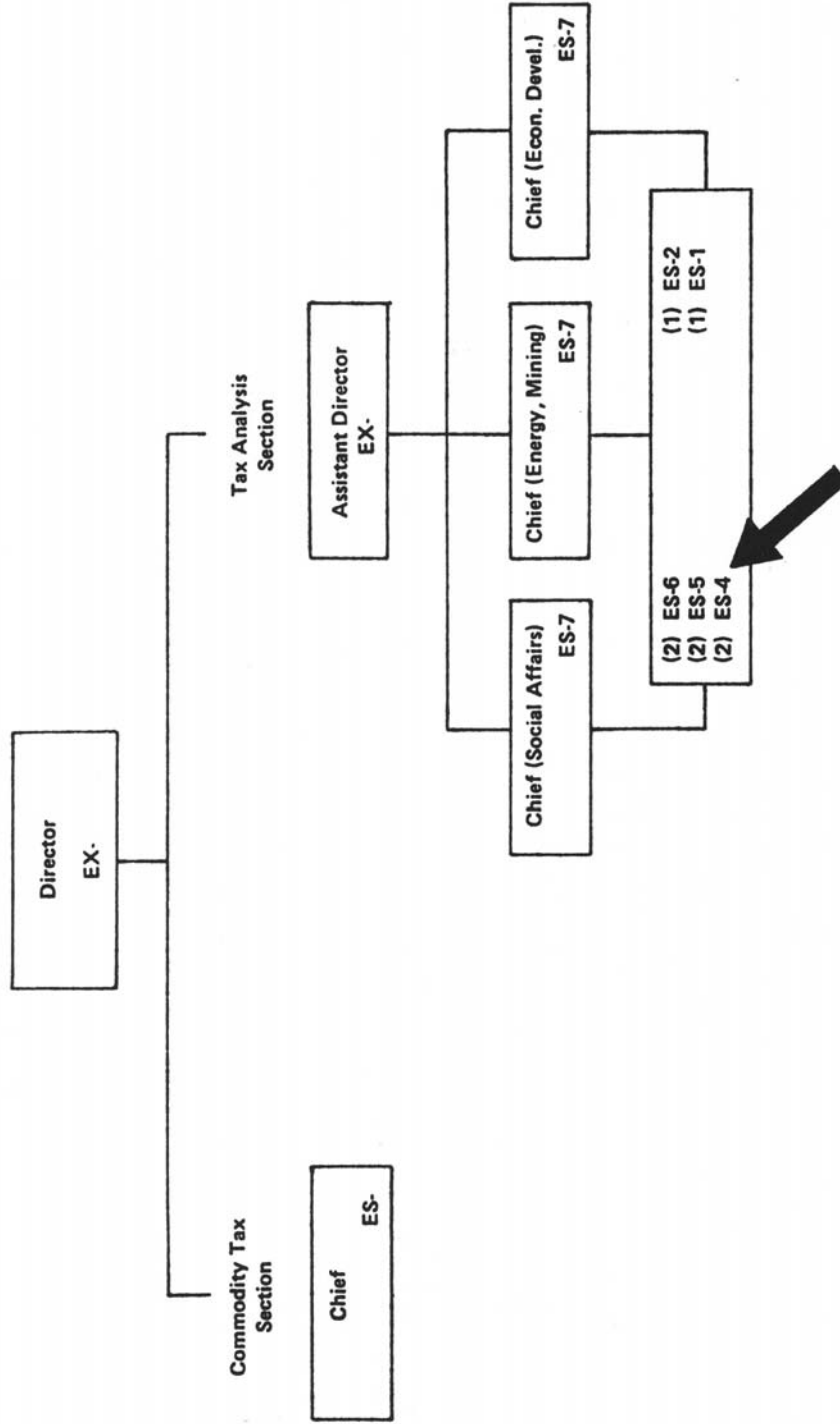 Director
EX-
Commodity Tax
Section
Tax Analysis
Section
Chief
ES-
Assistant Director
EX-
Chief (Social Affairs)
ES-7
Chief (Energy, Mining)
ES-7
Chief (Econ. Devel.)
ES-7
(2) ES-6
(2) ES-5
(2) ES-4
(1) ES-2
(1) ES-1